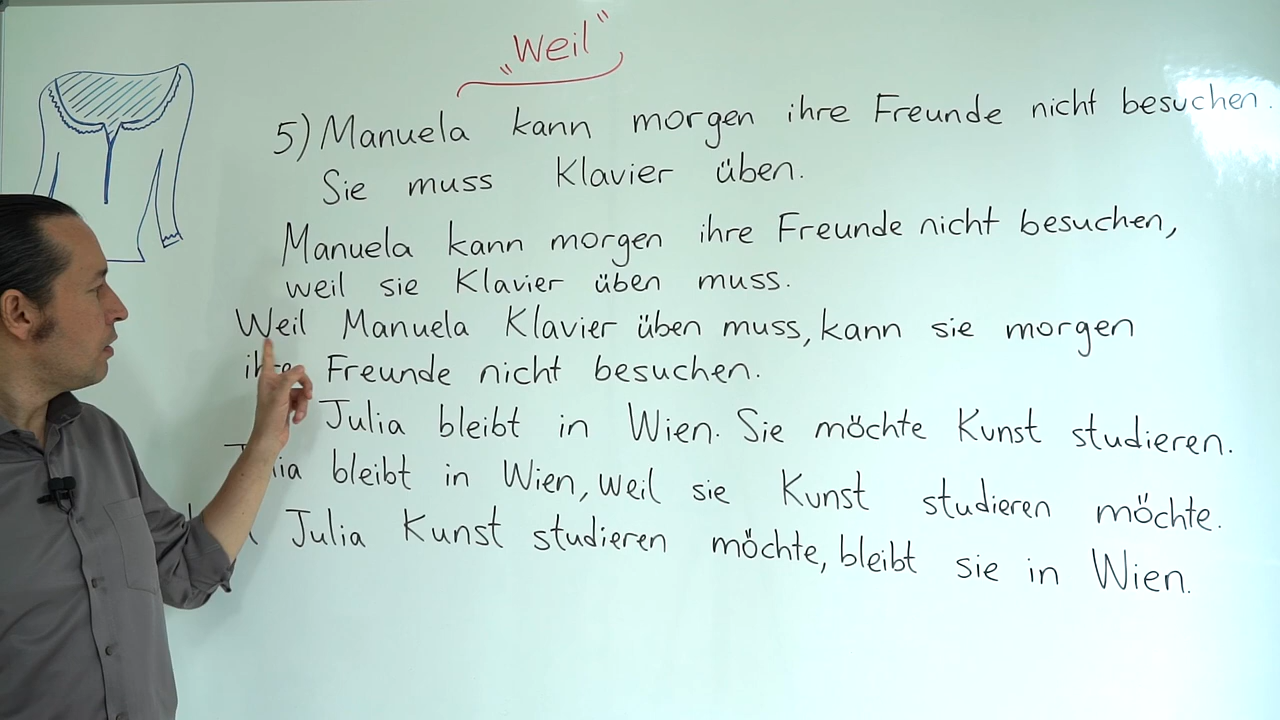 „Weil“
5) Manuela kann morgen ihre Freunde nicht besuchen.
Sie muss Klavier üben.
Manuela kann morgen ihre Freunde nicht besuchen,
weil sie Klavier üben muss.
Weil Manuela Klavier üben muss, kann sie morgen
Freunde nicht besuchen.
Julia bleibt in Wien. Sie möchte Kunst studieren.
bleibt in Wien, weil sie Kunst studieren möchte.
Julia Kunst studieren möchte, bleibt sie in Wien.